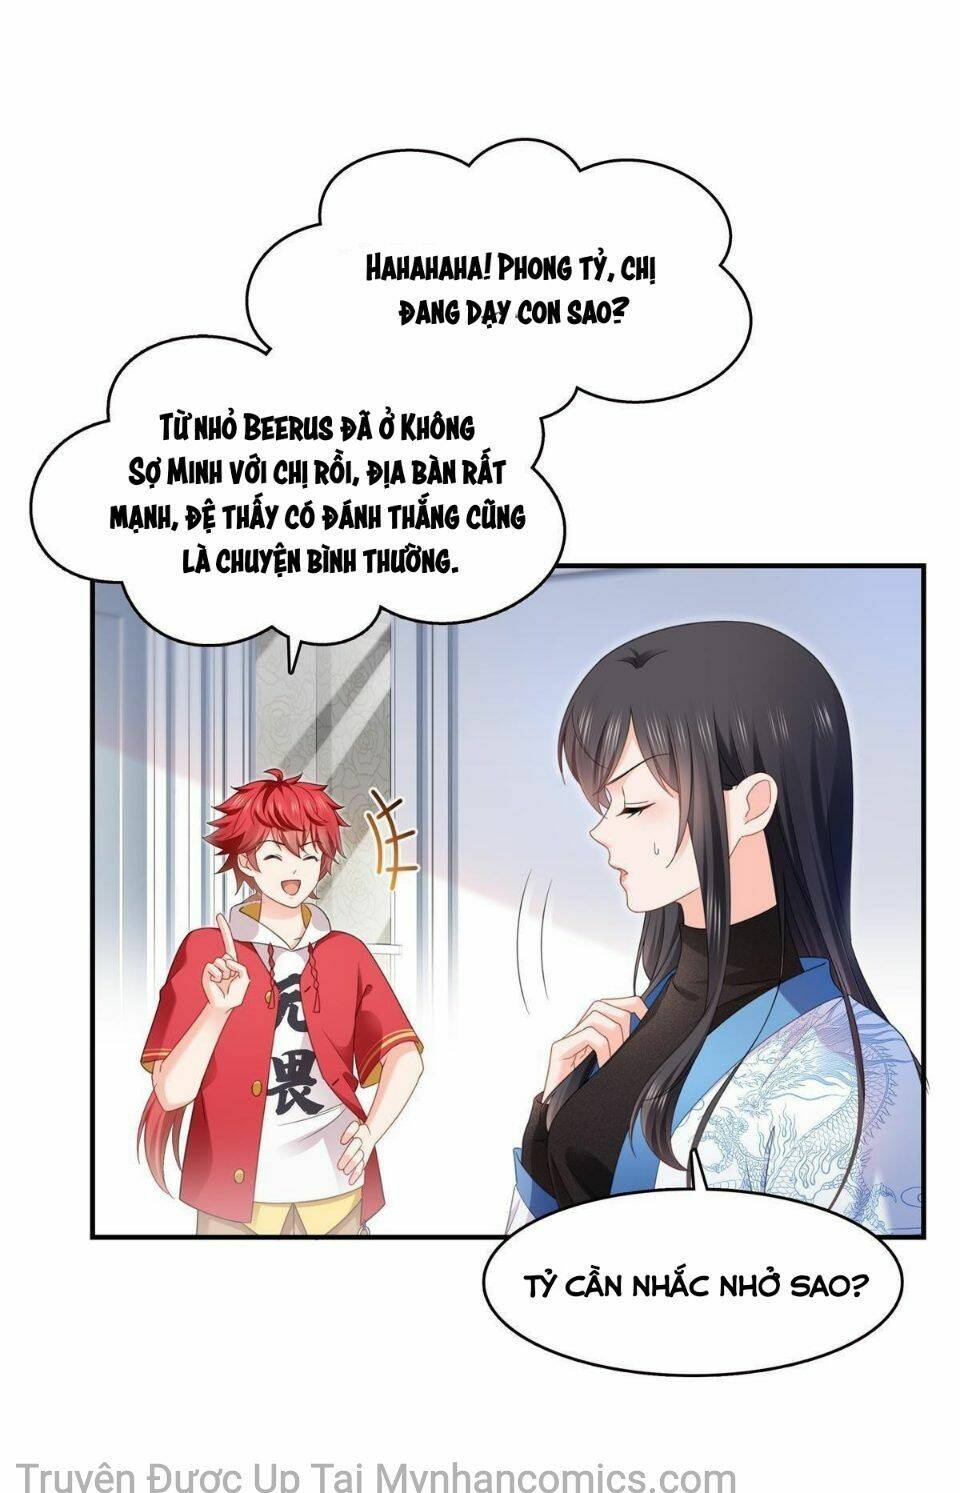 HAHAHAHA! PHONG TỶ, CHỊ
ĐANG DẠY CON SAO?
TỪ NHỎ BEERUS ĐÃ Ở KHÔNG
SỢ MINH VỚI CHỊ RỒI, ĐỊA BÀN RẤT
MẠNH, ĐỆ THẤY CÓ ĐÁNH THẮNG CŨNG
LÀ CHUYỆN BÌNH THƯỜNG.
无
畏
TỶ CẦN NHẮC NHỞ SAO?
Truyện Được Up Tại Mynhancomics.com